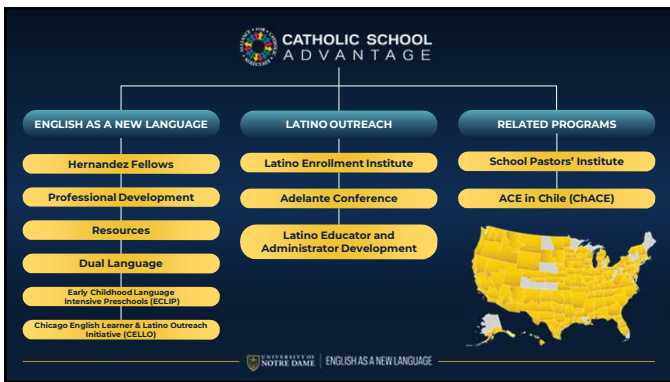 CATHOLIC SCHOOL
ADVANTAGE
ENGLISH AS A NEW LANGUAGE
Hernandez Fellows
Professional Development
Resources
Dual Language
Early Childhood Language
Intensive Preschools (ECLIP)
Chicago English Learner & Latino Outreach
Initiative (CELLO)
LATINO OUTREACH
Latino Enrollment Institute
Adelante Conference
Latino Educator and
Administrator Development
RELATED PROGRAMS
School Pastors' Institute
ACE in Chile (ChACE)
UNIVERSITY OF
NOTRE DAME
ENGLISH AS A NEW LANGUAGE